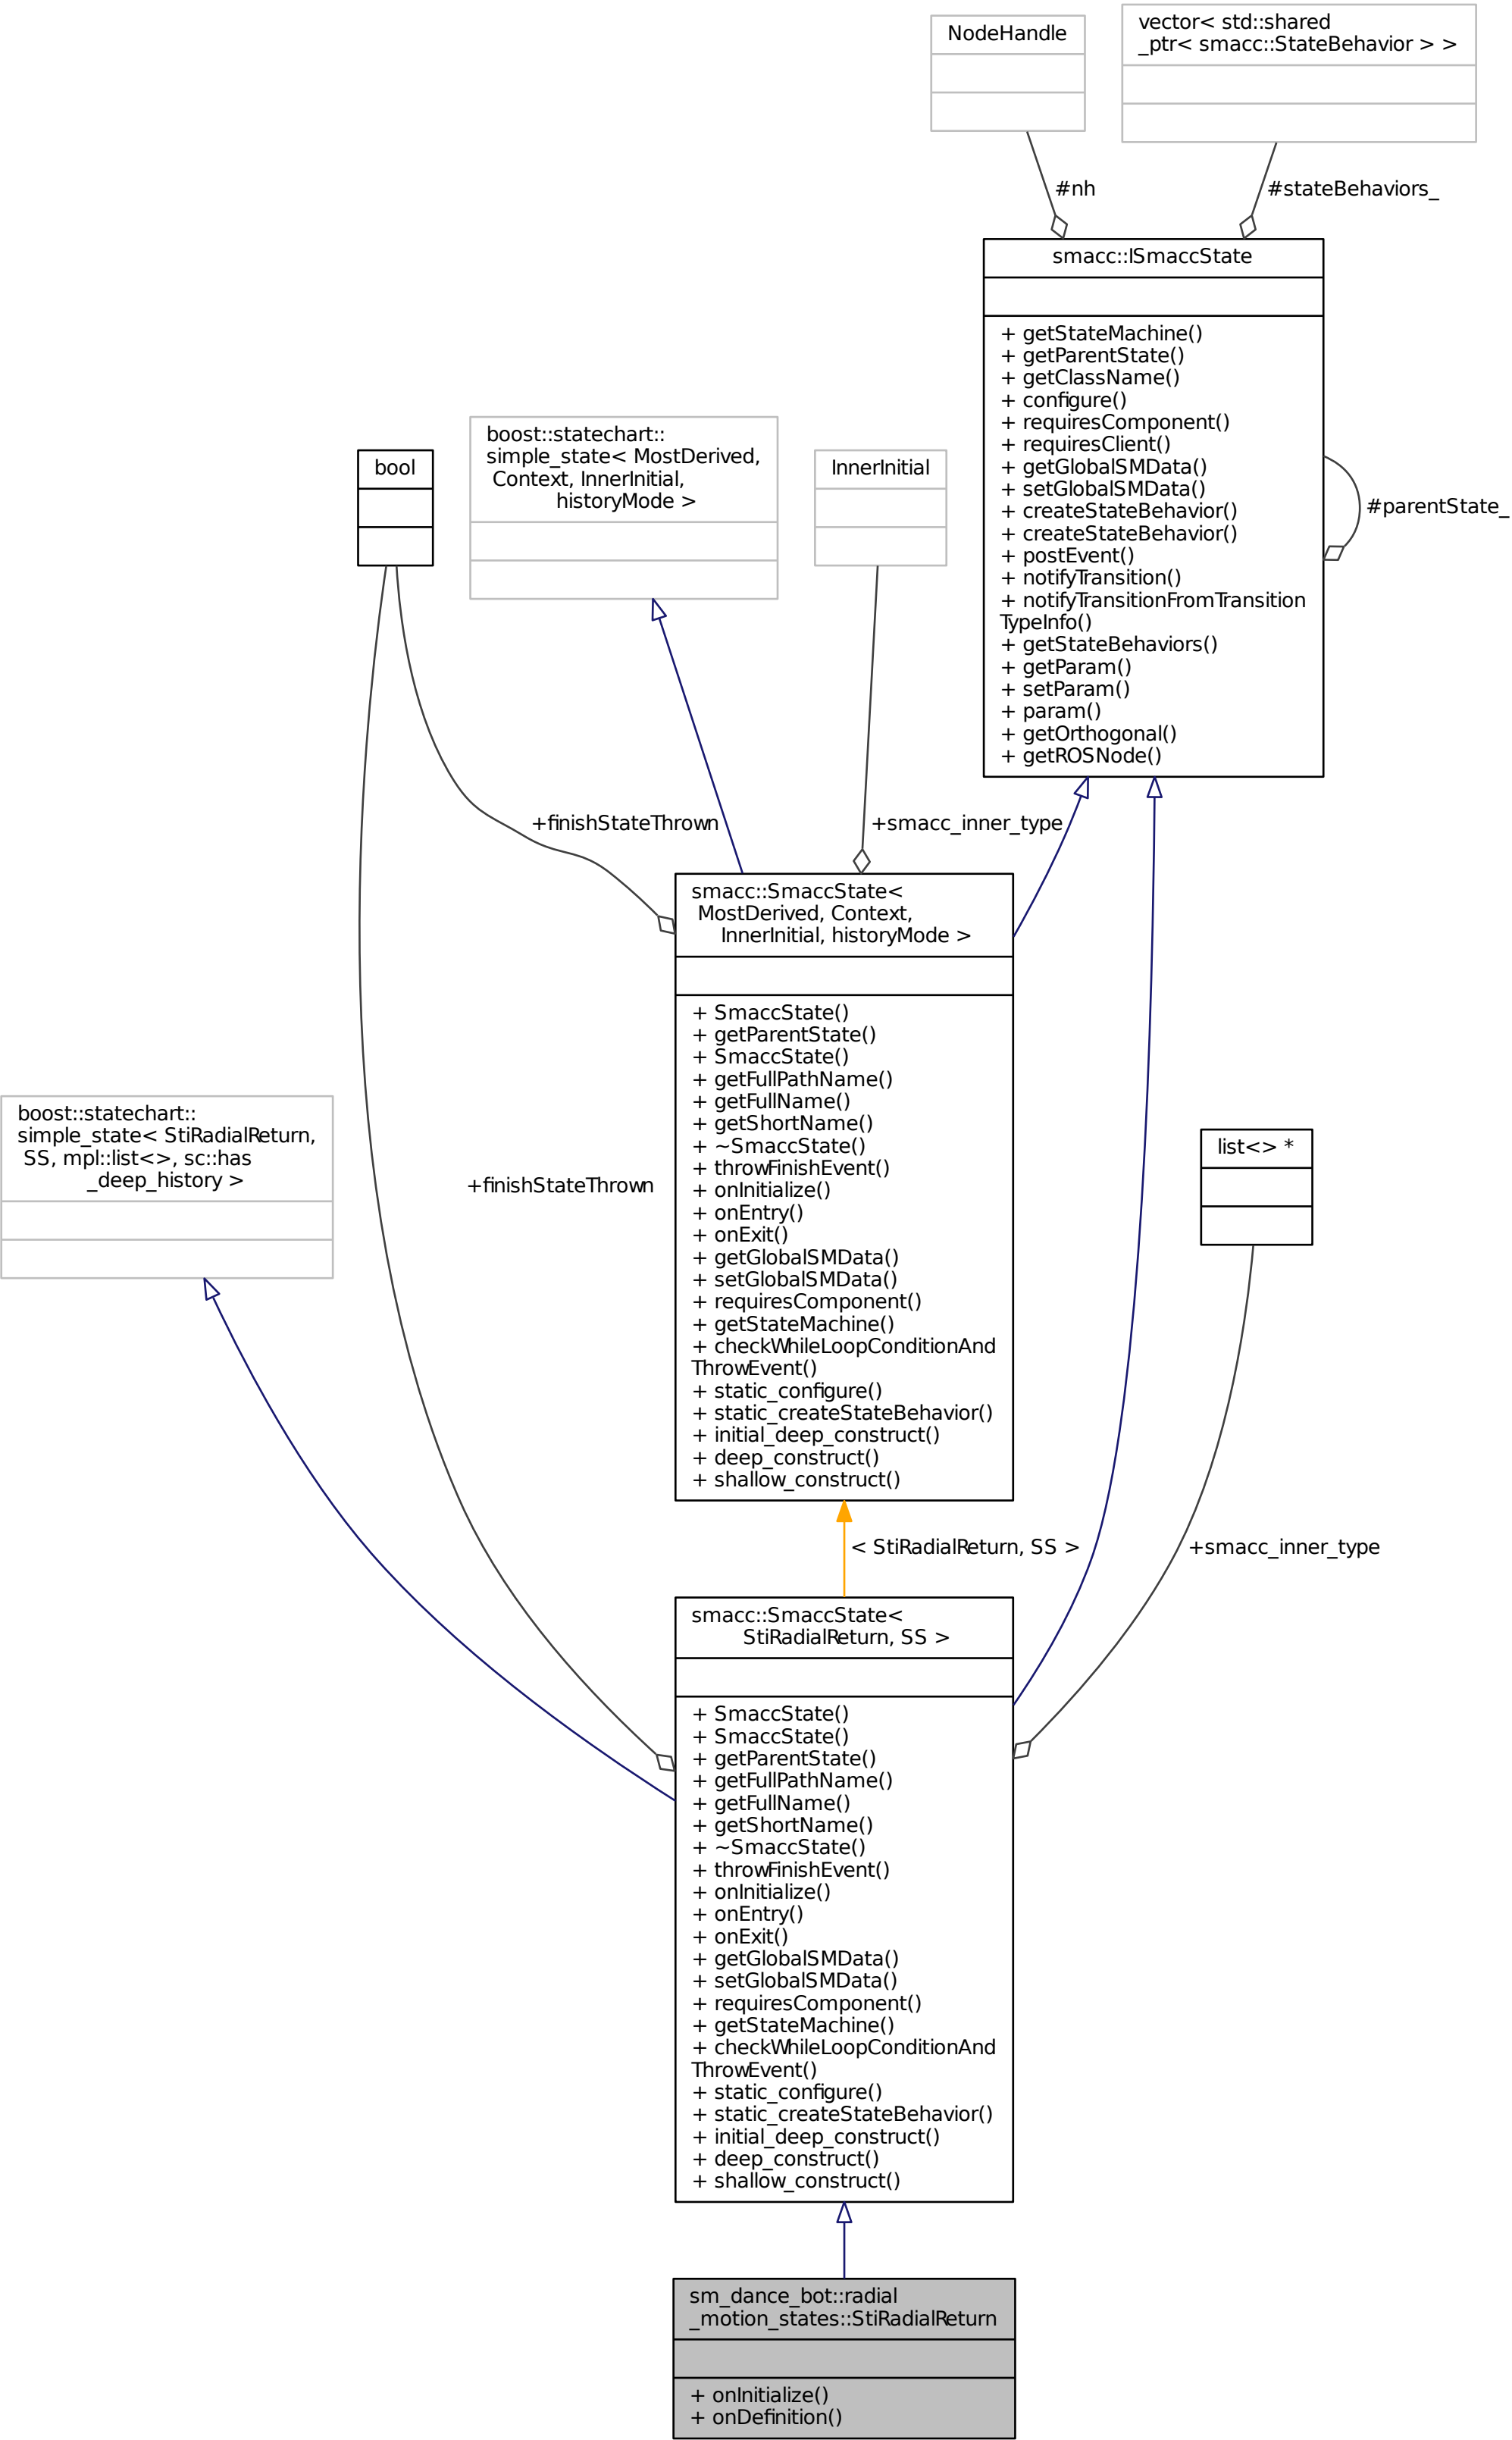 NodeHandle
vector< std::shared
_ptr< smacc::StateBehavior > >
#nh
#stateBehaviors_
smacc::ISmaccState
+ getStateMachine()
+ getParentState()
+ getClassName()
+ configure()
+ requiresComponent()
+ requiresClient()
+ getGlobalSMData()
+ setGlobalSMData()
+ createStateBehavior()
+ createStateBehavior()
+ postEvent()
+ notifyTransition()
+ notifyTransitionFromTransition
TypeInfo()
+ getStateBehaviors()
+ getParam()
+ setParam()
+ param()
+ getOrthogonal()
+ getROSNode()
#parentState_
bool
boost::statechart::
simple_state< MostDerived,
Context, InnerInitial,
historyMode >
InnerInitial
+finishStateThrown
+smacc_inner_type
smacc::SmaccState<
MostDerived, Context,
InnerInitial, historyMode >
+ SmaccState()
+ getParentState()
+ SmaccState()
+ getFullPathName()
+ getFullName()
+ getShortName()
+ ~SmaccState()
+ throwFinishEvent()
+ onInitialize()
+ onEntry()
+ onExit()
+ getGlobalSMData()
+ setGlobalSMData()
+ requiresComponent()
+ getStateMachine()
+ checkWhileLoopConditionAnd
ThrowEvent()
+ static_configure()
+ static_createStateBehavior()
+ initial_deep_construct()
+ deep_construct()
+ shallow_construct()
boost::statechart::
simple_state< StiRadialReturn,
SS, mpl::list<>, sc::has
_deep_history >
+finishStateThrown
list<> *
< StiRadialReturn, SS >
+smacc_inner_type
smacc::SmaccState<
StiRadialReturn, SS >
+ SmaccState()
+ SmaccState()
+ getParentState()
+ getFullPathName()
+ getFullName()
+ getShortName()
+ ~SmaccState()
+ throwFinishEvent()
+ onInitialize()
+ onEntry()
+ onExit()
+ getGlobalSMData()
+ setGlobalSMData()
+ requiresComponent()
+ getStateMachine()
+ checkWhileLoopConditionAnd
ThrowEvent()
+ static_configure()
+ static_createStateBehavior()
+ initial_deep_construct()
+ deep_construct()
+ shallow_construct()
sm_dance_bot::radial
_motion_states::StiRadialReturn
+ onInitialize()
+ onDefinition()